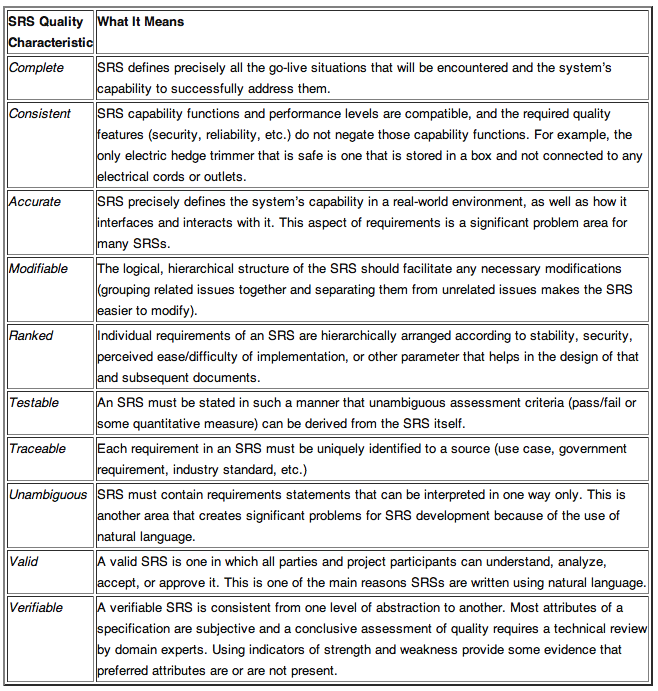 SRS Quality Characteristic What It Means
Complete SRS defines precisely all the go-live situations that will be encountered and the system's
capability to successfully address them.
Consistent SRS capability functions and performance levels are compatible, and the required quality
features (security, reliability, etc.) do not negate those capability functions. For example, the
only electric hedge trimmer that is safe is one that is stored in a box and not connected to any
electrical cords or outlets.
Accurate SRS precisely defines the system's capability in a real-world environment, as well as how it
interfaces and interacts with it. This aspect of requirements is a significant problem area for
many SRSs.
Modifiable The logical, hierarchical structure of the SRS should facilitate any necessary modifications
(grouping related issues together and separating them from unrelated issues makes the SRS
easier to modify).
Ranked Individual requirements of an SRS are hierarchically arranged according to stability, security,
perceived ease/difficulty of implementation, or other parameter that helps in the design of that
and subsequent documents.
Testable An SRS must be stated in such a manner that unambiguous assessment criteria (pass/fail or
some quantitative measure) can be derived from the SRS itself.
Traceable Each requirement in an SRS must be uniquely identified to a source (use case, government
requirement, industry standard, etc.)
Unambiguous SRS must contain requirements statements that can be interpreted in one way only. This is
another area that creates significant problems for SRS development because of the use of
natural language.
Valid A valid SRS is one in which all parties and project participants can understand, analyze,
accept, or approve it. This is one of the main reasons SRSs are written using natural language.
Verifiable A verifiable SRS is consistent from one level of abstraction to another. Most attributes of a
specification are subjective and a conclusive assessment of quality requires a technical review
by domain experts. Using indicators of strength and weakness provide some evidence that
preferred attributes are or are not present.